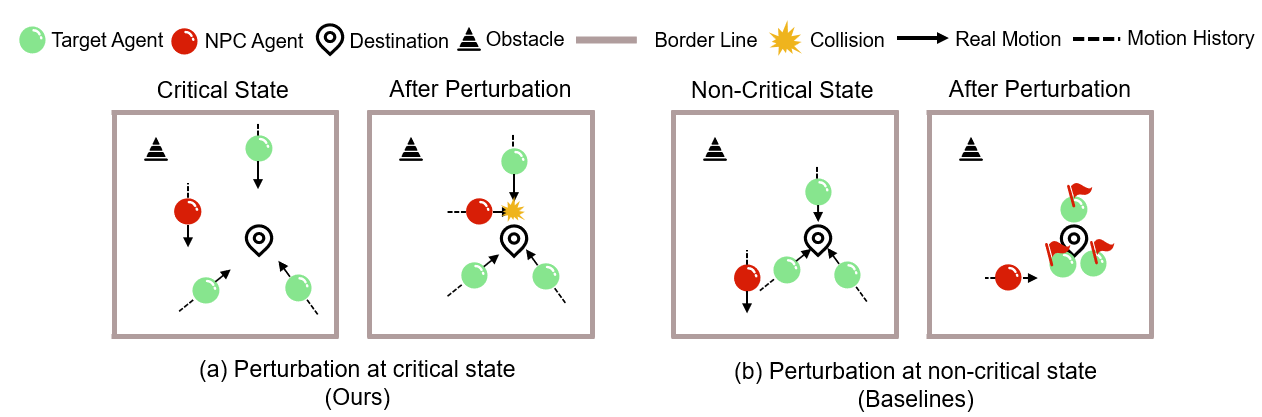 Target Agent NPC Agent Destination Obstacle Border Line Collision Real Motion Motion History
Critical State After Perturbation Non-Critical State After Perturbation
(a) Perturbation at critical state
(Ours)
(b) Perturbation at non-critical state
(Baselines)